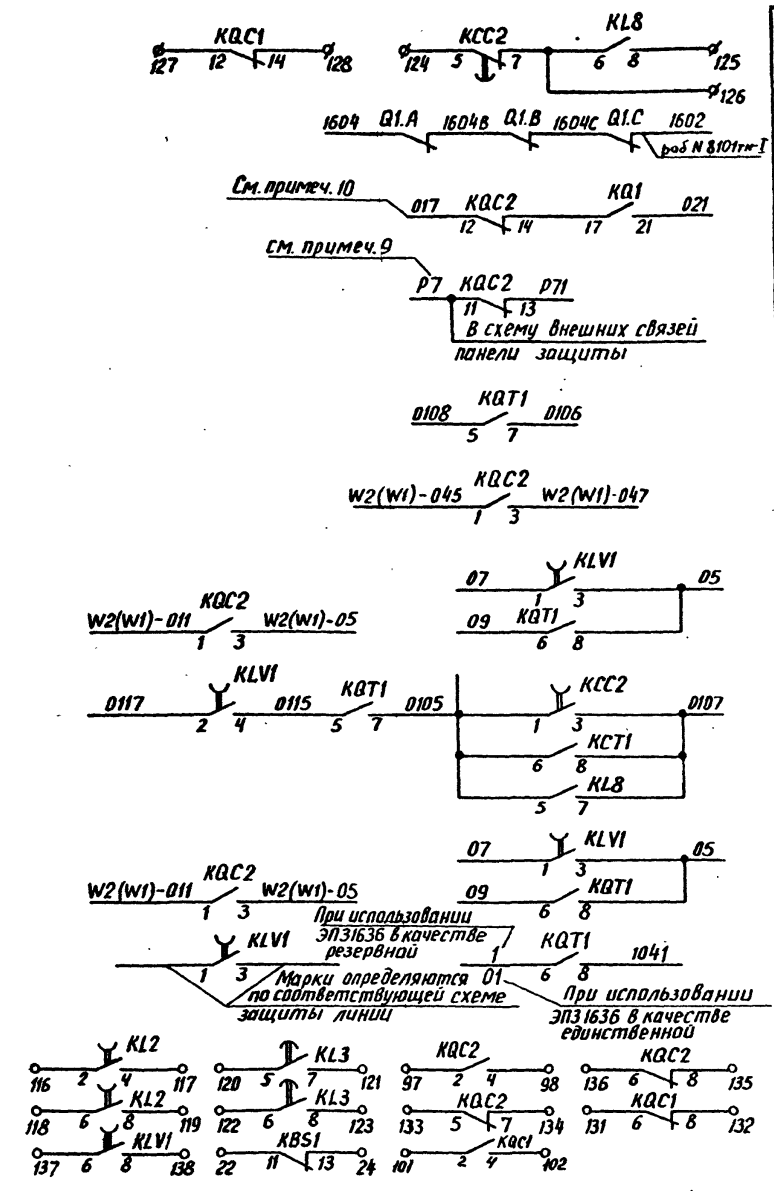 KQC1 KCC2 KL8
127 12 14 128 124 5 7 6 8 125
126
1604 Q1.A 1604B Q1.B 1604C Q1.C 1602
раб N 8101тм-I
См. примеч. 10
017 KQC2 KQ1 021
12 14 17 21
См. примеч. 9
P7 KQC2 P71
11 13
В схему внешних связей
панели защиты
KQT1
0108 0106
5 7
KQC2
W2(W1)-045 W2(W1)-047
1 3
KLV1
07 05
1 3
KQC2
W2(W1)-011 W2(W1)-05
1 3
09 KQT1
6 8
KLV1 KQT1 KCC2
0117 0115 0105 0107
2 4 5 7 1 3
KCT1
6 8
KL8
5 7
KLV1
07 05
1 3
KQC2
W2(W1)-011 W2(W1)-05
1 3
09 KQT1
6 8
При использовании
ЭПЗ1636 в качестве
резервной
KLV1
1 3
1 KQT1 1041
01 6 8
Марки определяются
по соответствующей схеме
защиты линии
При использовании
ЭПЗ1636 в качестве
единственной
KL2 KL3 KQC2 KQC2
116 2 4 117 120 5 7 121 97 2 4 98 136 6 8 135
KL2 KL3 KQC2 KQC1
118 6 8 119 122 6 8 123 133 5 7 134 131 6 8 132
KLV1 KBS1 KQC1
137 6 8 138 22 11 13 24 101 2 4 102